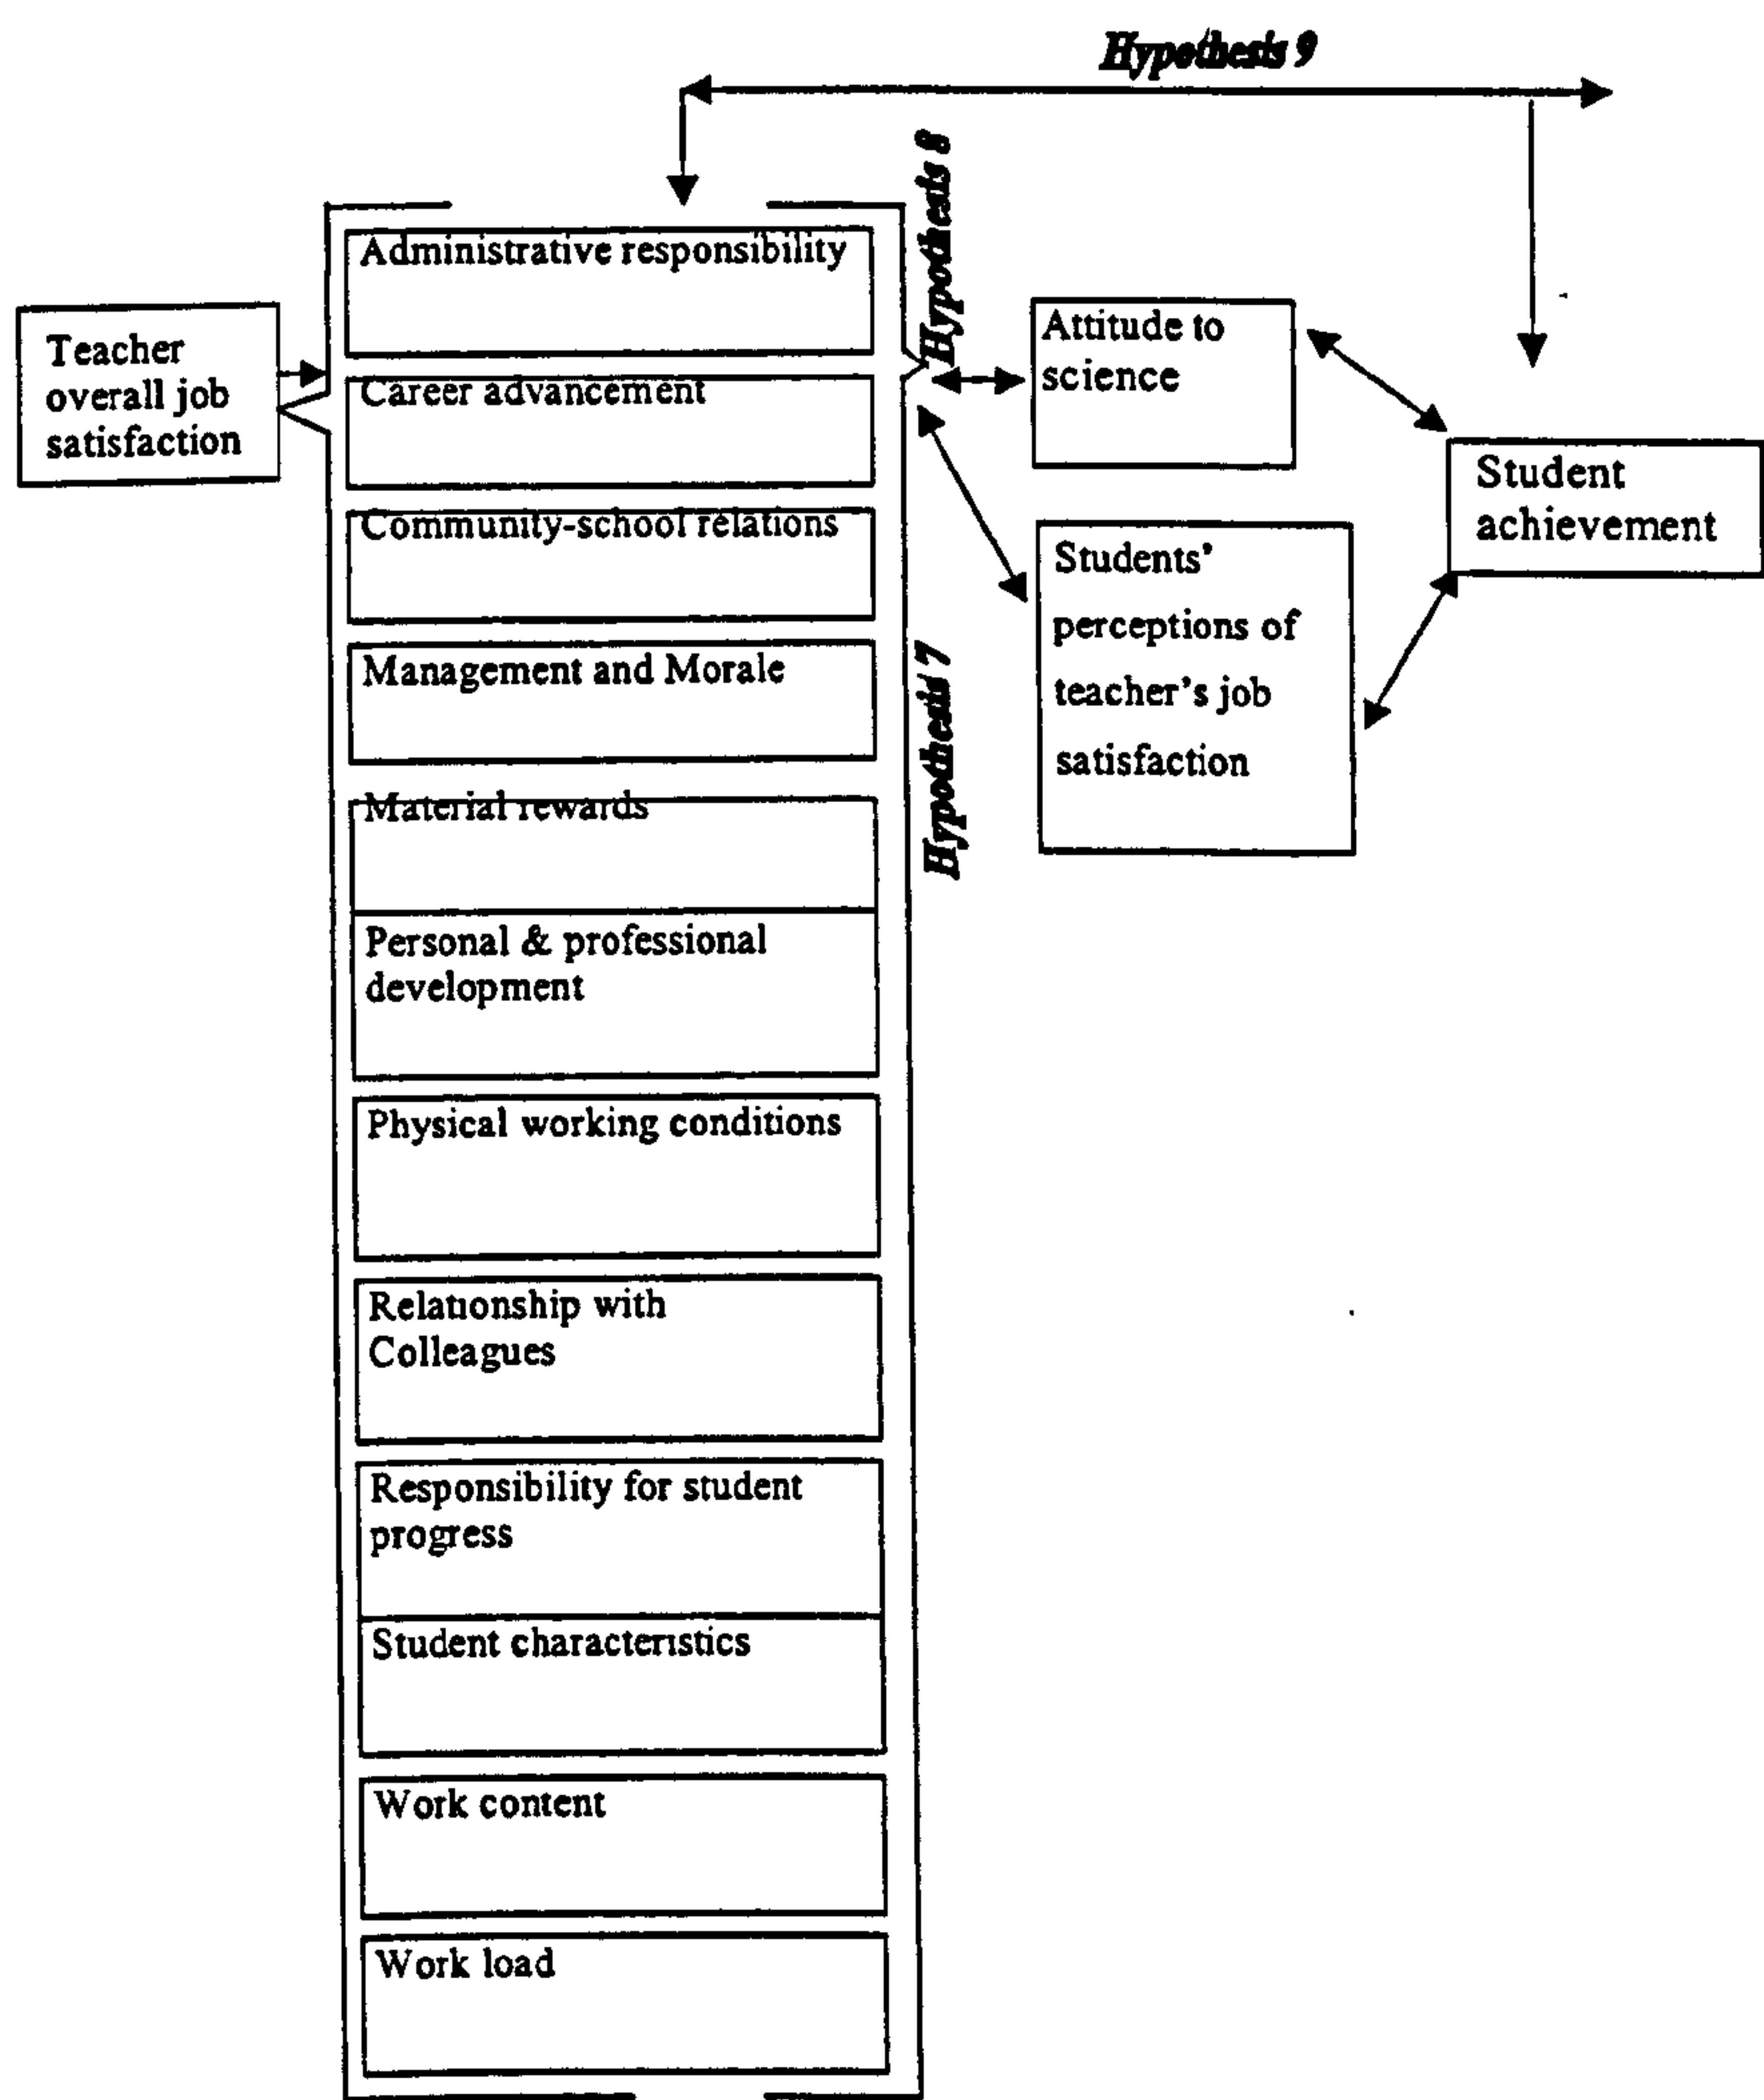 Hypothesis 9
Hypothesis 8
Administrative responsibility
Teacher
overall job
satisfaction
Career advancement
Community-school relations
Management and Morale
Material rewards
Personal & professional
development
Physical working conditions
Relationship with
Colleagues
Responsibility for student
progress
Student characteristics
Work content
Work load
Hypothesis 7
Attitude to
science
Students’
perceptions of
teacher’s job
satisfaction
Student
achievement